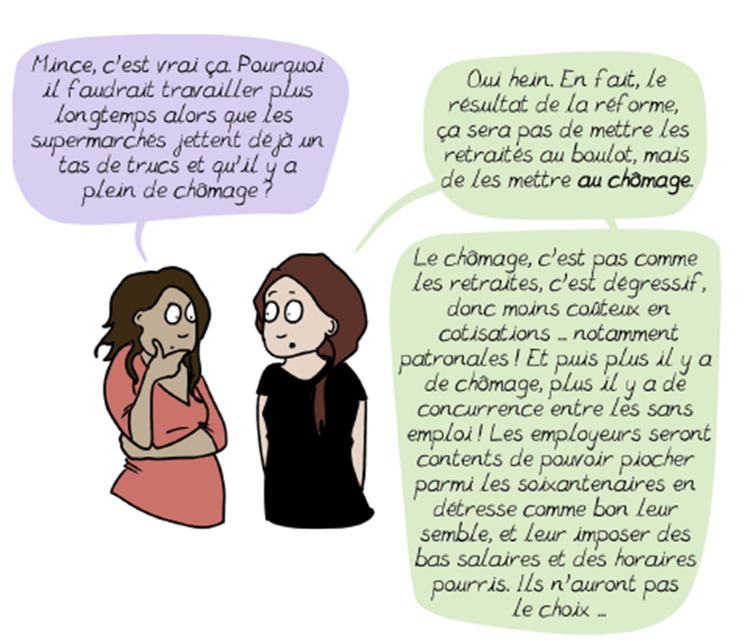 Mince, c'est vrai ça. Pourquoi
il faudrait travailler plus
longtemps alors que les
supermarchés jettent déjà un
tas de trucs et qu'il y a
plein de chômage ?
Oui hein. En fait, le
résultat de la réforme,
ça sera pas de mettre les
retraités au boulot, mais
de les mettre au chômage.
Le chômage, c'est pas comme
les retraites, c'est dégressif,
donc moins coûteux en
cotisations ... notamment
patronales ! Et puis plus il y a
de chômage, plus il y a de
concurrence entre les sans
emploi ! Les employeurs seront
contents de pouvoir piocher
parmi les soixantenaires en
détresse comme bon leur
semble, et leur imposer des
bas salaires et des horaires
pourris. Ils n'auront pas
le choix ...